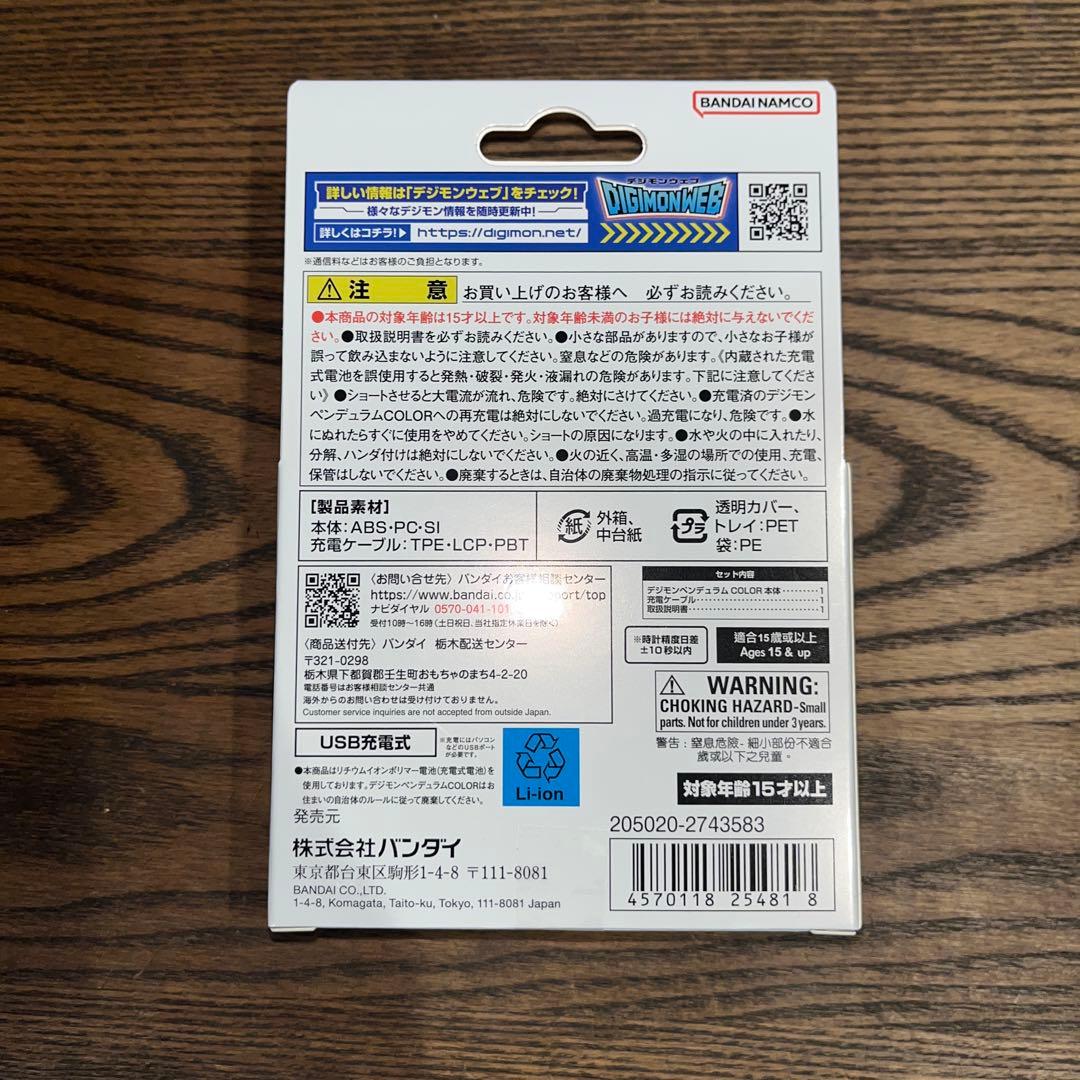 BANDAI NAMCO
詳しい情報は「デジモンウェブ」をチェック!
様々なデジモン情報を随時更新中!
詳しくはコチラ!▶ https://digimon.net/
デジモンウェブ
DIGIMONWEB
※通信料などはお客様のご負担となります。
⚠注 意 お買い上げのお客様へ 必ずお読みください。
●本商品の対象年齢は15才以上です。対象年齢未満のお子様には絶対に与えないでくだ
さい。●取扱説明書を必ずお読みください。●小さな部品がありますので、小さなお子様が
誤って飲み込まないように注意してください。窒息などの危険があります。《内蔵された充電
式電池を誤使用すると発熱・破裂・発火・液漏れの危険があります。下記に注意してくださ
い》●ショートさせると大電流が流れ、危険です。絶対にさけてください。●充電済のデジモン
ペンデュラムCOLORへの再充電は絶対にしないでください。過充電になり、危険です。●水
にぬれたらすぐに使用をやめてください。ショートの原因になります。●水や火の中に入れたり、
分解、ハンダ付けは絶対にしないでください。●火の近く、高温・多湿の場所での使用、充電、
保管はしないでください。●廃棄するときは、自治体の廃棄物処理の指示に従ってください。
[製品素材]
本体:ABS・PC・SI
充電ケーブル:TPE・LCP・PBT
紙
外箱、
中台紙
プラ
透明カバー、
トレイ:PET
袋:PE
〈お問い合せ先〉バンダイお客様相談センター
https://www.bandai.co.jp/support/top
ナビダイヤル 0570-041-101
受付10時〜16時(土日祝日、当社指定休業日を除く)
〈商品送付先〉バンダイ 栃木配送センター
〒321-0298
栃木県下都賀郡壬生町おもちゃのまち4-2-20
電話番号はお客様相談センター共通
海外からのお問い合わせは受け付けておりません。
Customer service inquiries are not accepted from outside Japan.
セット内容
デジモンペンデュラム COLOR 本体………1
充電ケーブル………1
取扱説明書………1
※時計精度日差
±10秒以内
適合15歲或以上
Ages 15 & up
⚠ WARNING:
CHOKING HAZARD-Small
parts. Not for children under 3 years.
警告:窒息危險-細小部份不適合
歲或以下之兒童。
対象年齢15才以上
USB充電式
※充電にはパソコン
などのUSBポート
が必要です。
●本商品はリチウムイオンポリマー電池(充電式電池)を
使用しております。デジモンペンデュラムCOLORはお
住まいの自治体のルールに従って廃棄してください。
Li-ion
発売元
株式会社バンダイ
東京都台東区駒形1-4-8 〒111-8081
BANDAI CO.,LTD.
1-4-8, Komagata, Taito-ku, Tokyo, 111-8081 Japan
205020-2743583
4570118 25481 8